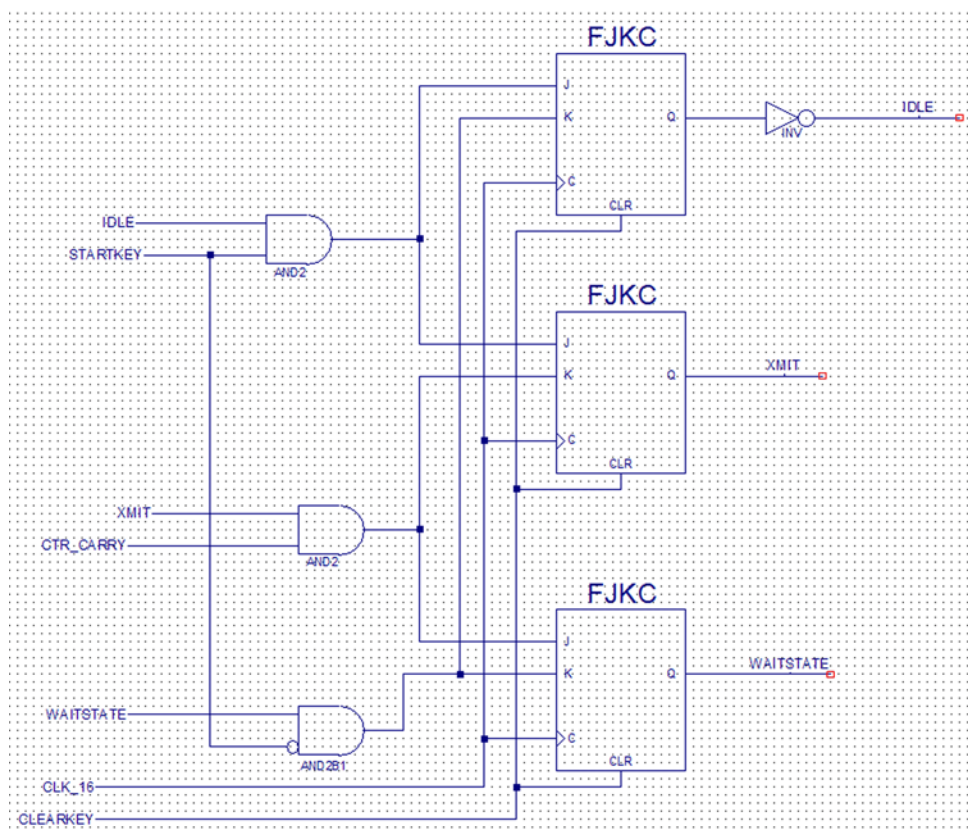 FJKC
J
K
Q
C
CLR
INV
IDLE
IDLE
STARTKEY
AND2
FJKC
J
K
Q
C
CLR
XMIT
XMIT
CTR_CARRY
AND2
FJKC
J
K
Q
C
CLR
WAITSTATE
WAITSTATE
AND2B1
CLK_16
CLEARKEY